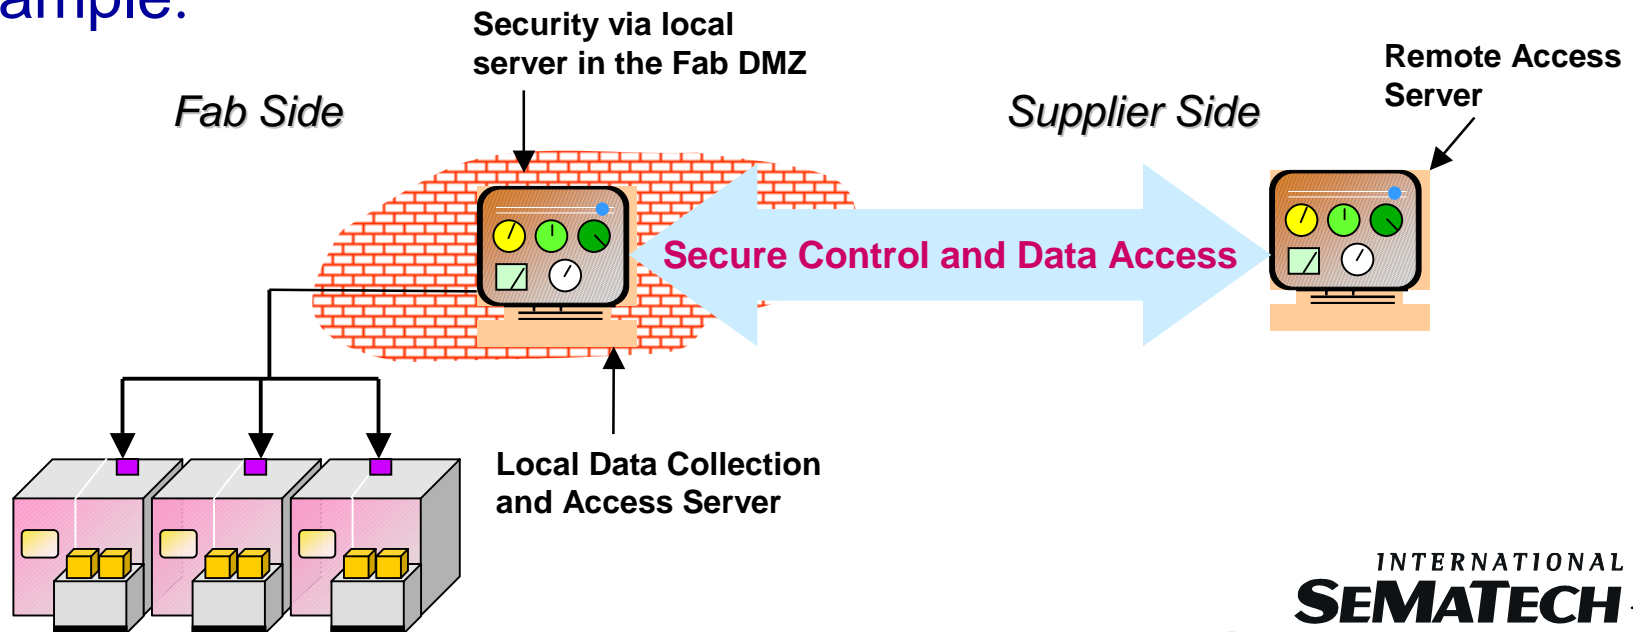 ample:
Security via local
server in the Fab DMZ
Remote Access
Server
Fab Side
Supplier Side
Secure Control and Data Access
Local Data Collection
and Access Server
INTERNATIONAL
SEMATECH